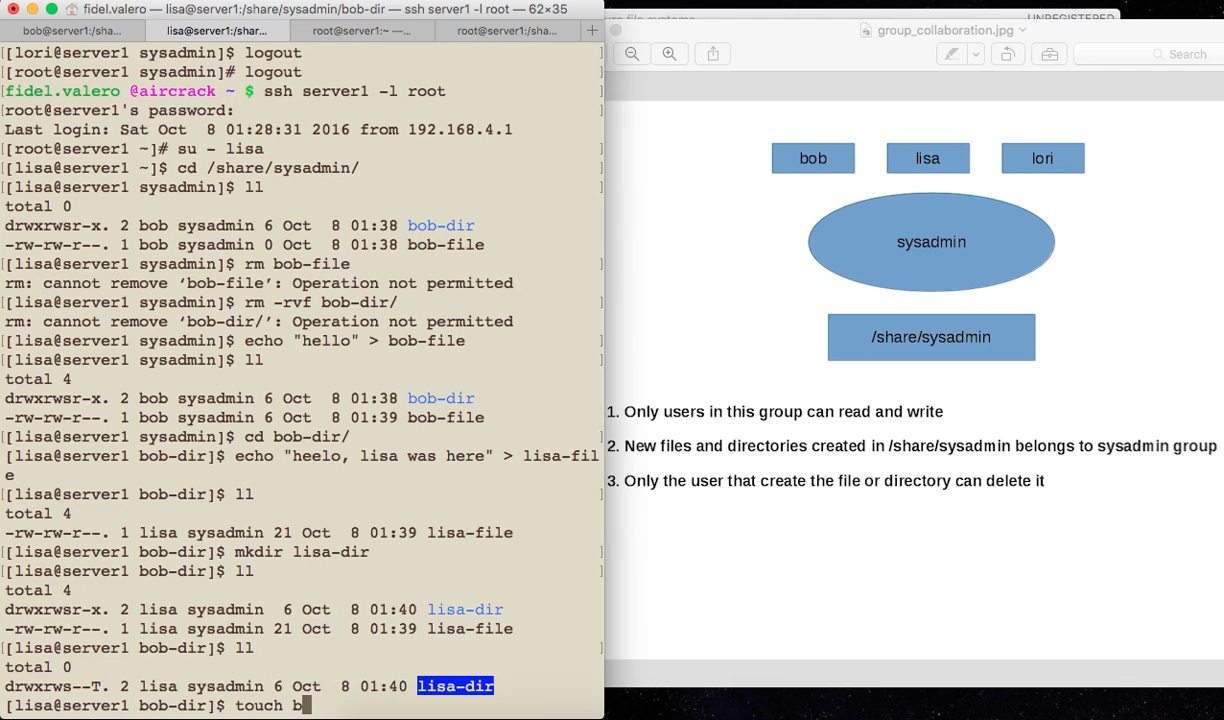 fidel.valero — lisa@server1:/share/sysadmin/bob-dir — ssh server1 -l root — 62×35
bob@server1:/sha... lisa@server1:/shar... root@server1:~ —... root@server1:/sha... +
[lori@server1 sysadmin]$ logout
[root@server1 sysadmin]# logout
fidel.valero @aircrack ~ $ ssh server1 -l root
root@server1's password:
Last login: Sat Oct  8 01:28:31 2016 from 192.168.4.1
[root@server1 ~]# su - lisa
[lisa@server1 ~]$ cd /share/sysadmin/
[lisa@server1 sysadmin]$ ll
total 0
drwxrwsr-x. 2 bob sysadmin 6 Oct  8 01:38 bob-dir
-rw-rw-r--. 1 bob sysadmin 0 Oct  8 01:38 bob-file
[lisa@server1 sysadmin]$ rm bob-file
rm: cannot remove ‘bob-file’: Operation not permitted
[lisa@server1 sysadmin]$ rm -rvf bob-dir/
rm: cannot remove ‘bob-dir/’: Operation not permitted
[lisa@server1 sysadmin]$ echo "hello" > bob-file
[lisa@server1 sysadmin]$ ll
total 4
drwxrwsr-x. 2 bob sysadmin 6 Oct  8 01:38 bob-dir
-rw-rw-r--. 1 bob sysadmin 6 Oct  8 01:39 bob-file
[lisa@server1 sysadmin]$ cd bob-dir/
[lisa@server1 bob-dir]$ echo "heelo, lisa was here" > lisa-fil
e
[lisa@server1 bob-dir]$ ll
total 4
-rw-rw-r--. 1 lisa sysadmin 21 Oct  8 01:39 lisa-file
[lisa@server1 bob-dir]$ mkdir lisa-dir
[lisa@server1 bob-dir]$ ll
total 4
drwxrwsr-x. 2 lisa sysadmin  6 Oct  8 01:40 lisa-dir
-rw-rw-r--. 1 lisa sysadmin 21 Oct  8 01:39 lisa-file
[lisa@server1 bob-dir]$ ll
total 0
drwxrws--T. 2 lisa sysadmin 6 Oct  8 01:40 lisa-dir
[lisa@server1 bob-dir]$ touch b
file systems UNREGISTERED
group_collaboration.jpg
Search
bob lisa lori
sysadmin
/share/sysadmin
1. Only users in this group can read and write
2. New files and directories created in /share/sysadmin belongs to sysadmin group
3. Only the user that create the file or directory can delete it